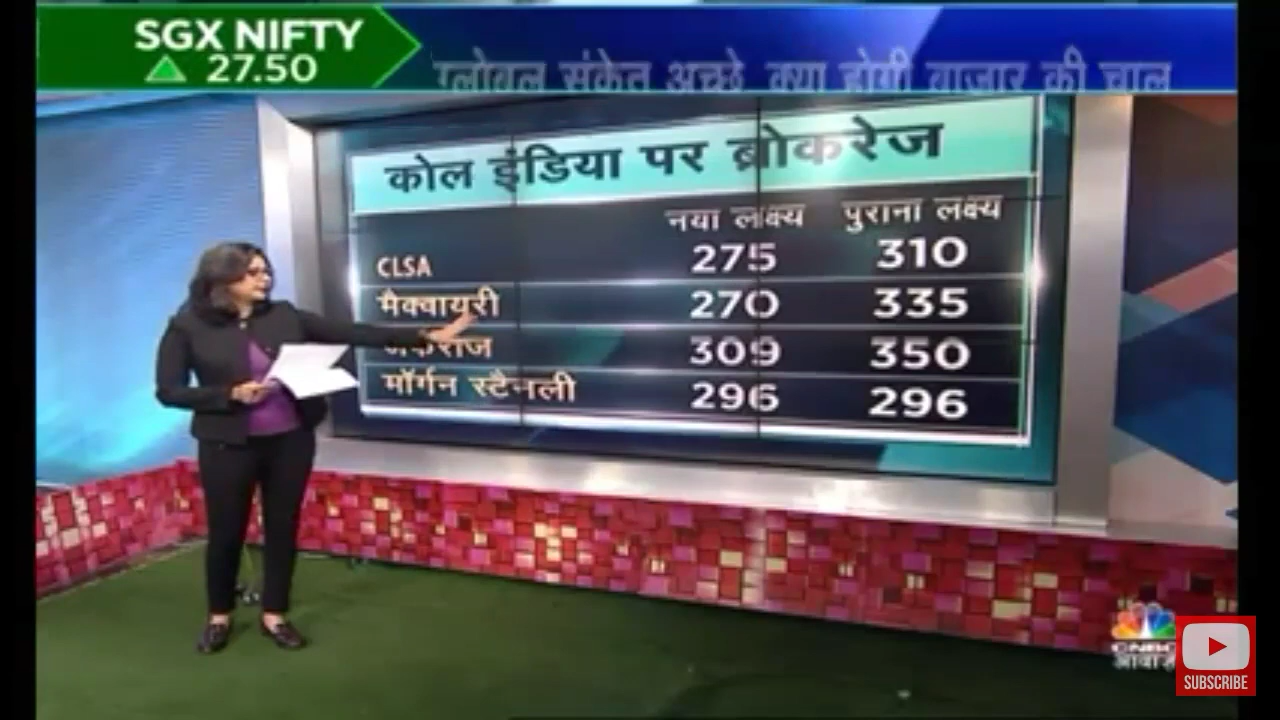 SGX NIFTY
▲ 27.50
ग्लोबल संकेत अच्छे, क्या होगी बाजार की चाल
कोल इंडिया पर ब्रोकरेज
नया लक्ष्य पुराना लक्ष्य
CLSA 275 310
मैक्वायरी 270 335
309 350
मॉर्गन स्टैनली 296 296
CNBC
आवाज़
SUBSCRIBE